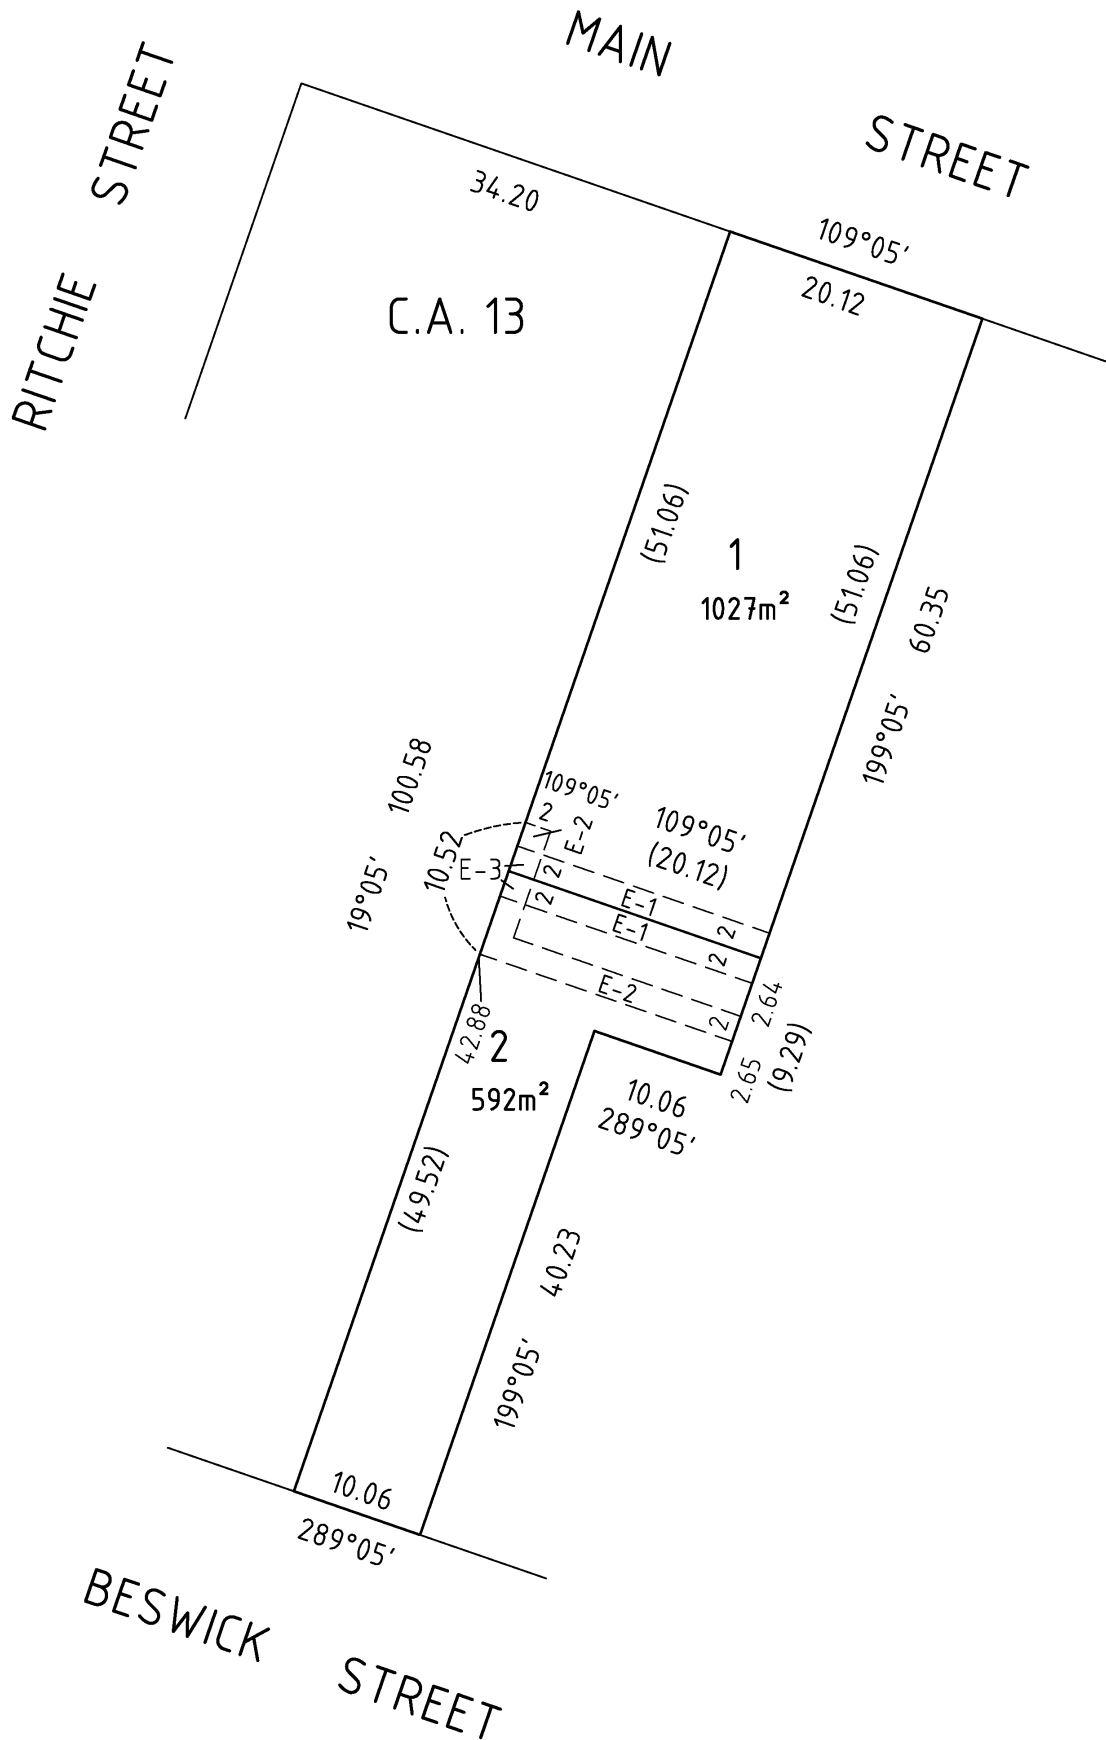 MAIN
STREET
RITCHIE STREET
34.20
109°05'
20.12
C.A. 13
(51.06)
1
1027m²
(51.06)
60.35
199°05'
100.58
19°05'
109°05'
2
E-2
109°05'
(20.12)
10.52
E-3
2
2
E-1
2
E-1
2
E-2
2
2.64
(9.29)
2.65
42.88
2
592m²
10.06
289°05'
(49.52)
40.23
199°05'
10.06
289°05'
BESWICK STREET